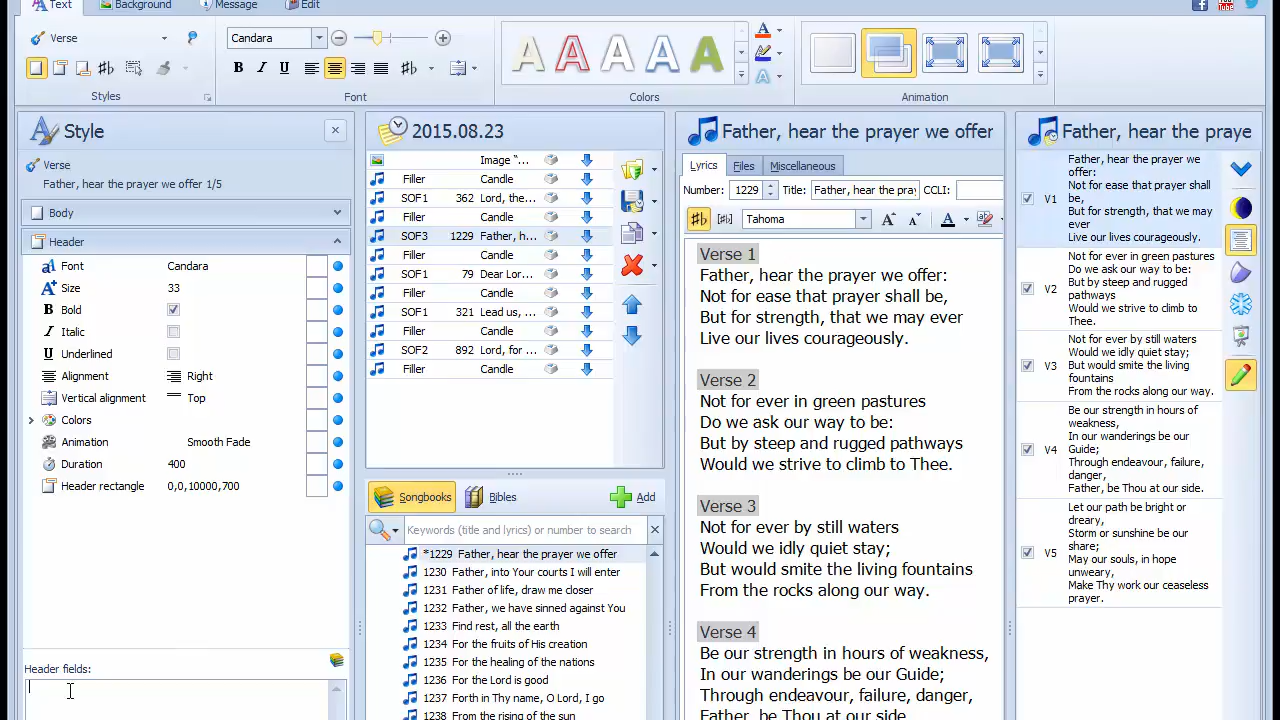 Text Background Message Edit
Verse
Candara
Styles Font Colors Animation
Style
Verse
Father, hear the prayer we offer 1/5
Body
Header
Font Candara
Size 33
Bold
Italic
Underlined
Alignment Right
Vertical alignment Top
Colors
Animation Smooth Fade
Duration 400
Header rectangle 0,0,10000,700
Header fields:
2015.08.23
Image "...
Filler Candle
SOF1 362 Lord, the...
Filler Candle
SOF3 1229 Father, h...
Filler Candle
SOF1 79 Dear Lor...
Filler Candle
SOF1 321 Lead us, ...
Filler Candle
SOF2 892 Lord, for ...
Filler Candle
Songbooks Bibles Add
Keywords (title and lyrics) or number to search
*1229 Father, hear the prayer we offer
1230 Father, into Your courts I will enter
1231 Father of life, draw me closer
1232 Father, we have sinned against You
1233 Find rest, all the earth
1234 For the fruits of His creation
1235 For the healing of the nations
1236 For the Lord is good
1237 Forth in Thy name, O Lord, I go
1238 From the rising of the sun
Father, hear the prayer we offer
Lyrics Files Miscellaneous
Number: 1229 Title: Father, hear the pray CCLI:
Tahoma
Verse 1
Father, hear the prayer we offer:
Not for ease that prayer shall be,
But for strength, that we may ever
Live our lives courageously.
Verse 2
Not for ever in green pastures
Do we ask our way to be:
But by steep and rugged pathways
Would we strive to climb to Thee.
Verse 3
Not for ever by still waters
Would we idly quiet stay;
But would smite the living fountains
From the rocks along our way.
Verse 4
Be our strength in hours of weakness,
In our wanderings be our Guide;
Through endeavour, failure, danger,
Father, be Thou at our side.
Father, hear the praye
V1
Father, hear the prayer we
offer:
Not for ease that prayer shall
be,
But for strength, that we may
ever
Live our lives courageously.
V2
Not for ever in green pastures
Do we ask our way to be:
But by steep and rugged
pathways
Would we strive to climb to
Thee.
V3
Not for ever by still waters
Would we idly quiet stay;
But would smite the living
fountains
From the rocks along our way.
V4
Be our strength in hours of
weakness,
In our wanderings be our
Guide;
Through endeavour, failure,
danger,
Father, be Thou at our side.
V5
Let our path be bright or
dreary,
Storm or sunshine be our
share;
May our souls, in hope
unweary,
Make Thy work our ceaseless
prayer.